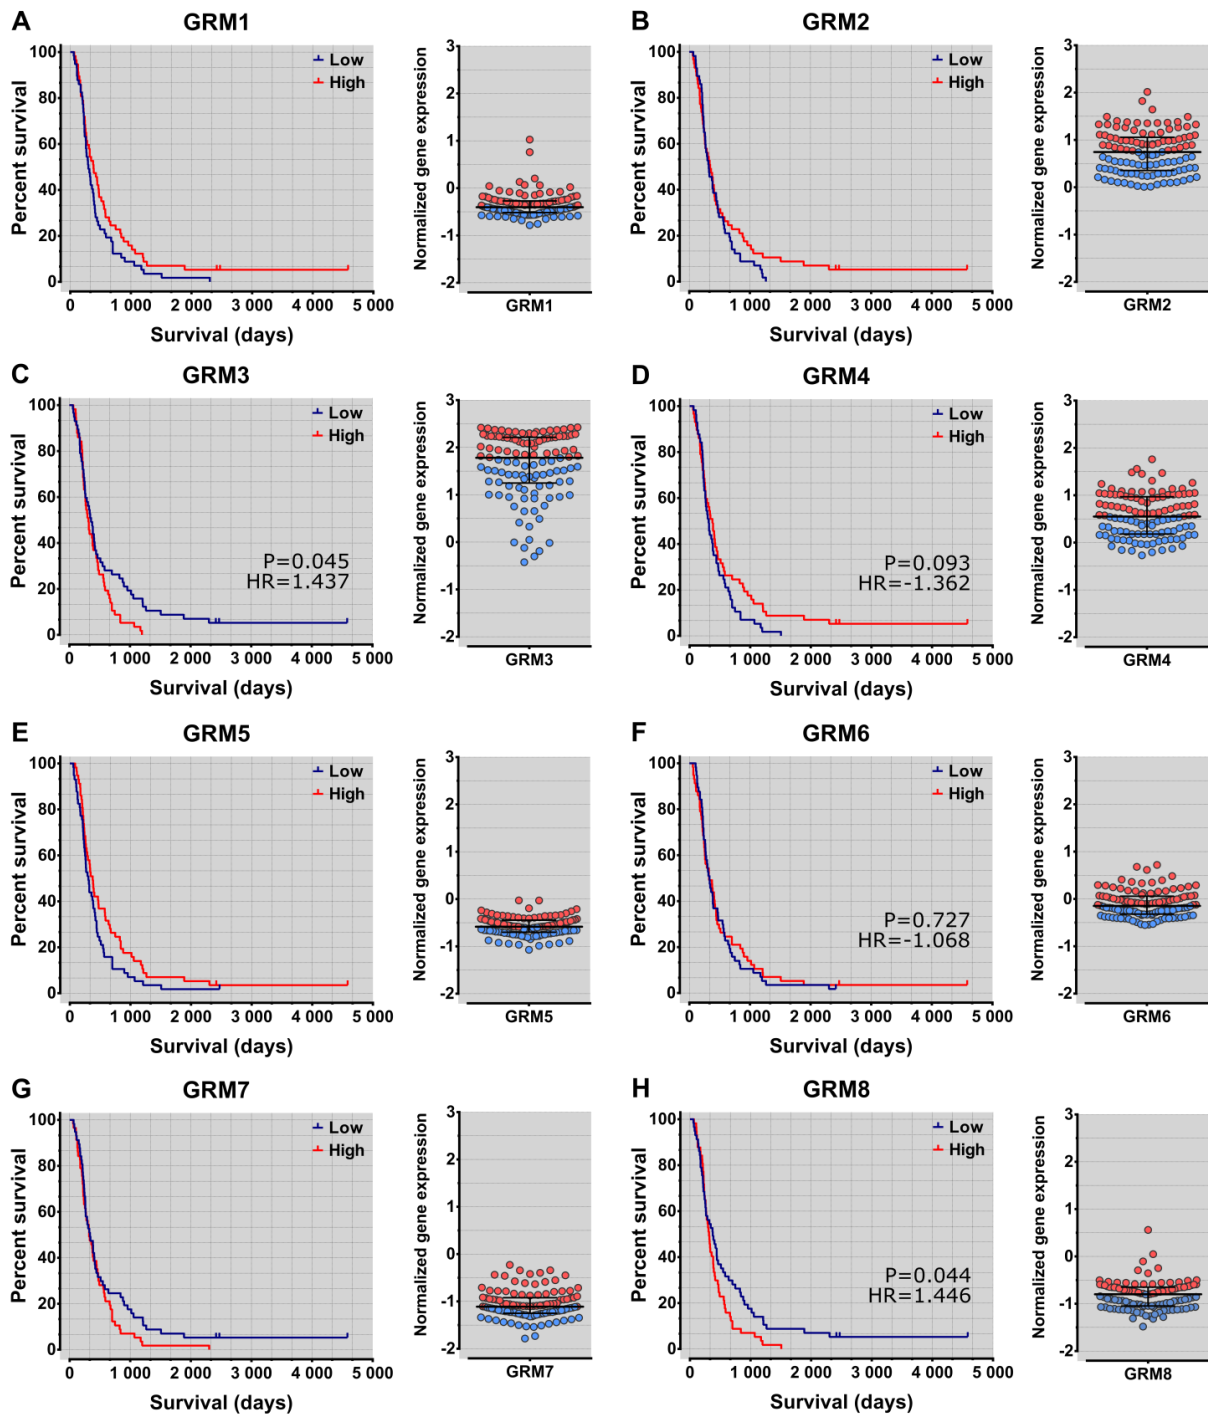 A
GRM1
Percent survival
100
80
60
40
20
0
Low
High
0
1 000
2 000
3 000
4 000
5 000
Survival (days)
Normalized gene expression
3
2
1
0
-1
-2
GRM1
B
GRM2
Percent survival
100
80
60
40
20
0
Low
High
0
1 000
2 000
3 000
4 000
5 000
Survival (days)
Normalized gene expression
3
2
1
0
-1
-2
GRM2
C
GRM3
Percent survival
100
80
60
40
20
0
Low
High
P=0.045
HR=1.437
0
1 000
2 000
3 000
4 000
5 000
Survival (days)
Normalized gene expression
3
2
1
0
-1
-2
GRM3
D
GRM4
Percent survival
100
80
60
40
20
0
Low
High
P=0.093
HR=-1.362
0
1 000
2 000
3 000
4 000
5 000
Survival (days)
Normalized gene expression
3
2
1
0
-1
-2
GRM4
E
GRM5
Percent survival
100
80
60
40
20
0
Low
High
0
1 000
2 000
3 000
4 000
5 000
Survival (days)
Normalized gene expression
3
2
1
0
-1
-2
GRM5
F
GRM6
Percent survival
100
80
60
40
20
0
Low
High
P=0.727
HR=-1.068
0
1 000
2 000
3 000
4 000
5 000
Survival (days)
Normalized gene expression
3
2
1
0
-1
-2
GRM6
G
GRM7
Percent survival
100
80
60
40
20
0
Low
High
0
1 000
2 000
3 000
4 000
5 000
Survival (days)
Normalized gene expression
3
2
1
0
-1
-2
GRM7
H
GRM8
Percent survival
100
80
60
40
20
0
Low
High
P=0.044
HR=1.446
0
1 000
2 000
3 000
4 000
5 000
Survival (days)
Normalized gene expression
3
2
1
0
-1
-2
GRM8